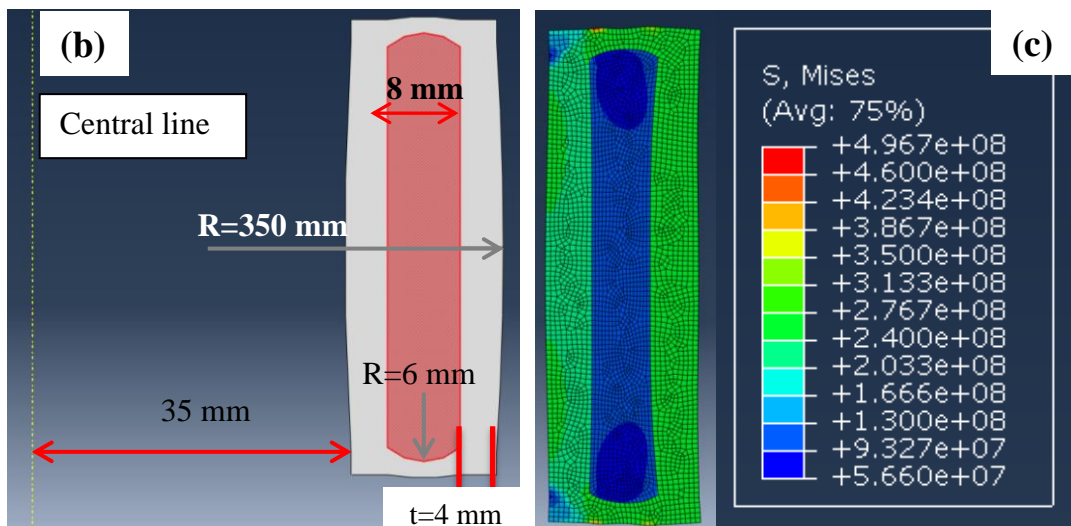 (b)
8 mm
Central line
R=350 mm
R=6 mm
35 mm
t=4 mm
(c)
S, Mises
(Avg: 75%)
+4.967e+08
+4.600e+08
+4.234e+08
+3.867e+08
+3.500e+08
+3.133e+08
+2.767e+08
+2.400e+08
+2.033e+08
+1.666e+08
+1.300e+08
+9.327e+07
+5.660e+07